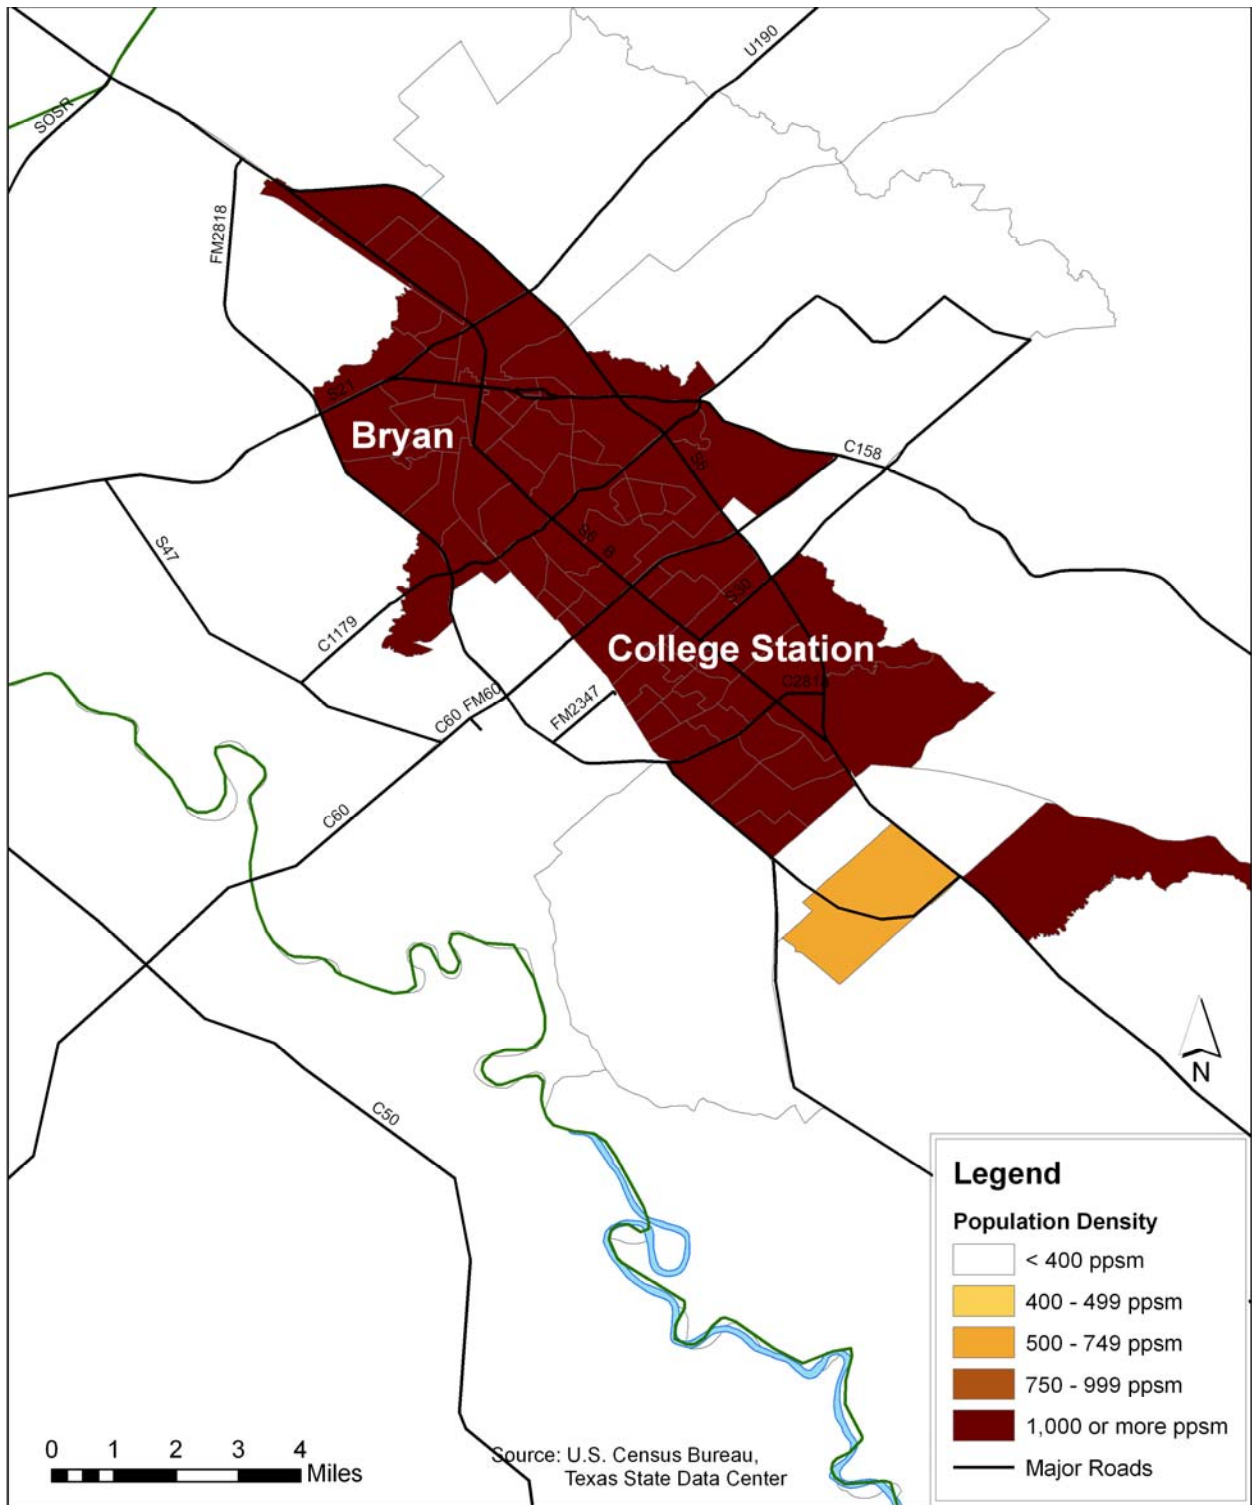 U190
SOSR
FM2818
S21
Bryan
C158
S6
S47
S6 B
S30
C1179
College Station
C2818
C60 FM60
FM2347
C60
C50
N
Legend
Population Density
< 400 ppsm
400 - 499 ppsm
500 - 749 ppsm
750 - 999 ppsm
1,000 or more ppsm
Major Roads
0 1 2 3 4
Miles
Source: U.S. Census Bureau,
Texas State Data Center